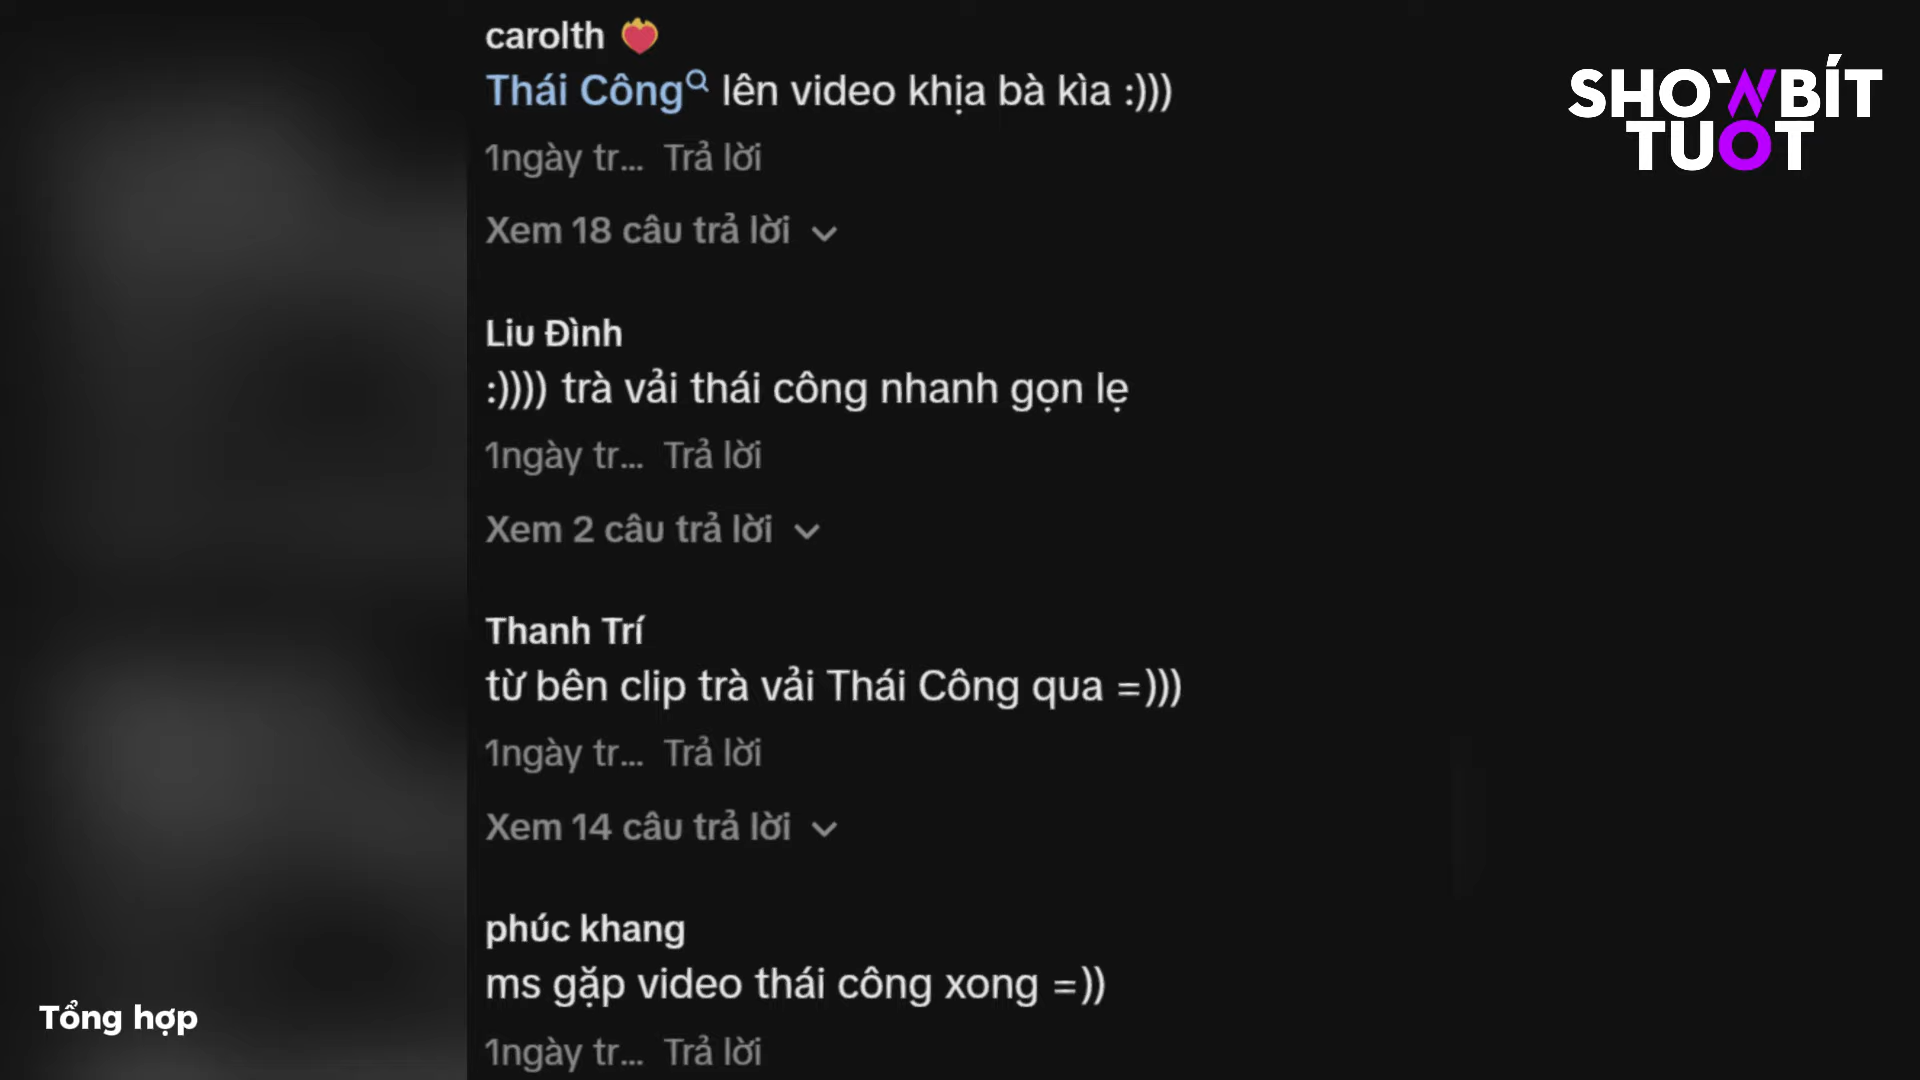 carolth
Thái Công lên video khịa bà kìa :)))
1ngày tr... Trả lời
Xem 18 câu trả lời
Liu Đình
:)))) trà vải thái công nhanh gọn lẹ
1ngày tr... Trả lời
Xem 2 câu trả lời
Thanh Trí
từ bên clip trà vải Thái Công qua =)))
1ngày tr... Trả lời
Xem 14 câu trả lời
phúc khang
ms gặp video thái công xong =))
1ngày tr... Trả lời
SHOWBÍT
TUOT
Tổng hợp